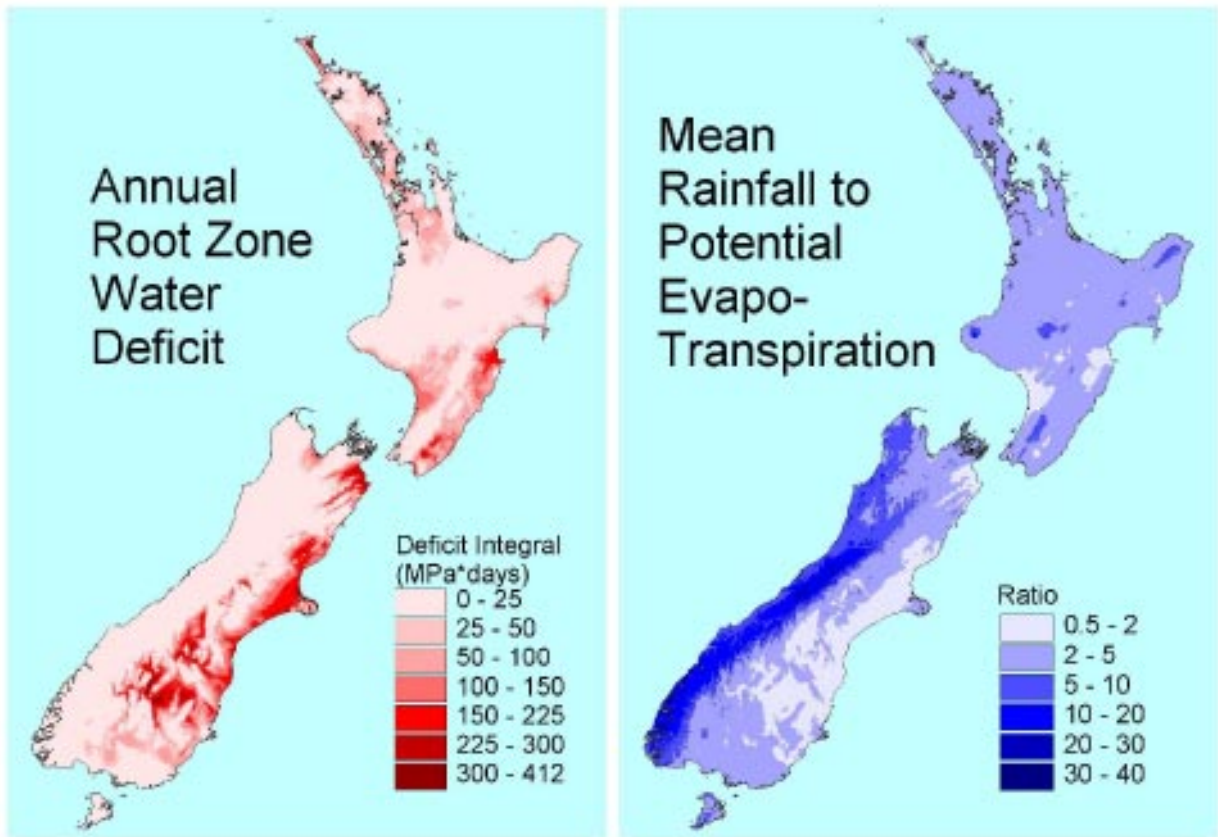 Annual
Root Zone
Water
Deficit
Deficit Integral
(MPa*days)
0 - 25
25 - 50
50 - 100
100 - 150
150 - 225
225 - 300
300 - 412
Mean
Rainfall to
Potential
Evapo-
Transpiration
Ratio
0.5 - 2
2 - 5
5 - 10
10 - 20
20 - 30
30 - 40